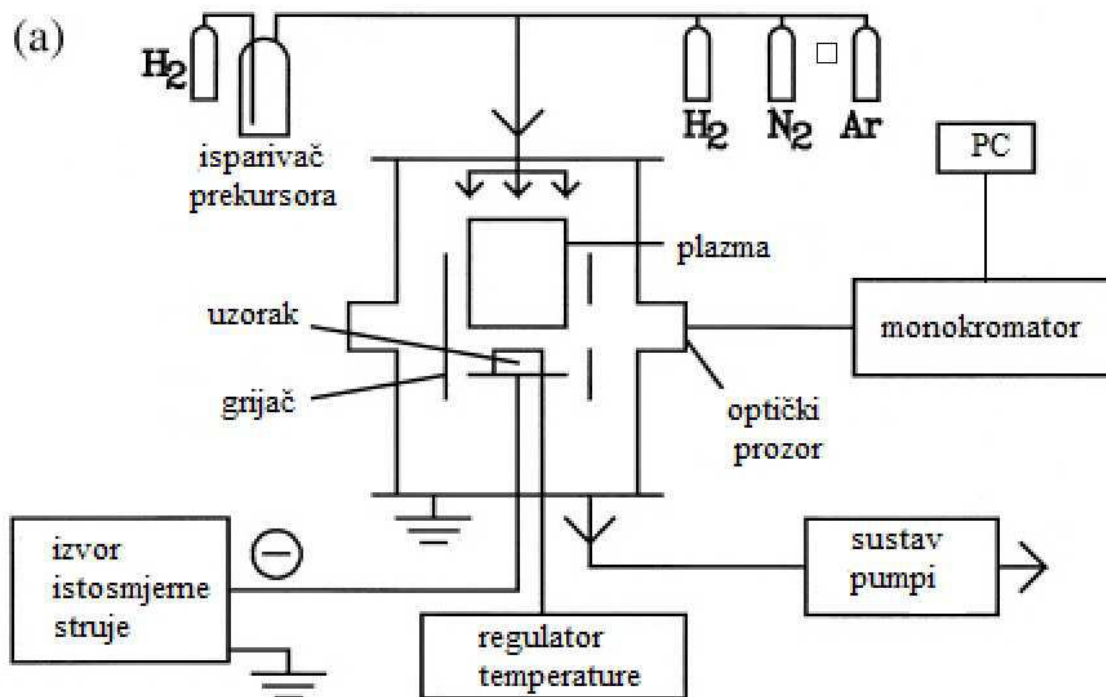 (a)
H2
H2
N2
Ar
isparivač
prekursora
PC
plazma
uzorak
monokromator
grijač
optički
prozor
izvor
istosmjerne
struje
−
sustav
pumpi
regulator
temperature